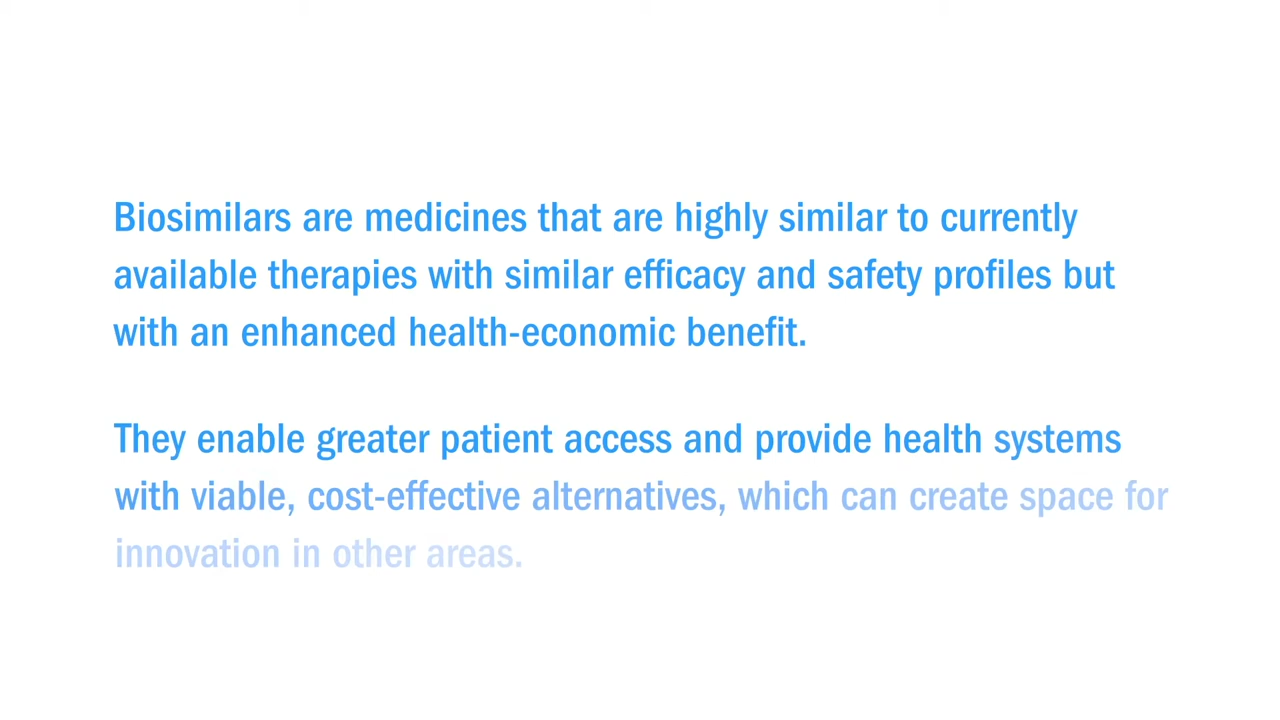 Biosimilars are medicines that are highly similar to currently
available therapies with similar efficacy and safety profiles but
with an enhanced health-economic benefit.
They enable greater patient access and provide health systems
with viable, cost-effective alternatives, which can create space for
innovation in other areas.